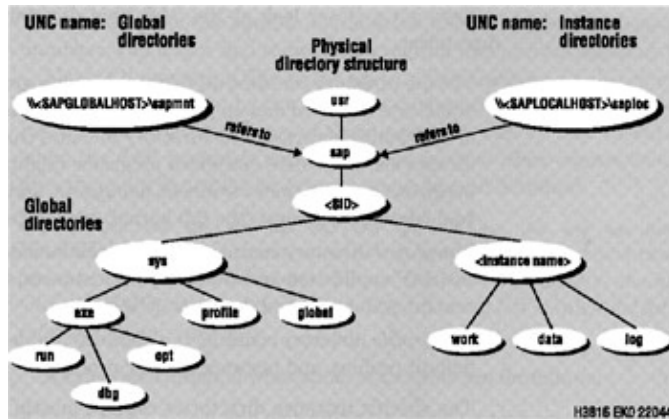 UNC name: Global directories
UNC name: Instance directories
Physical directory structure
\\<SAPGLOBALHOST>\sapmnt
usr
\\<SAPLOCALHOST>\saploc
refers to
refers to
sap
<SID>
Global directories
sys
<instance name>
exe
profile
global
work
data
log
run
opt
dbg